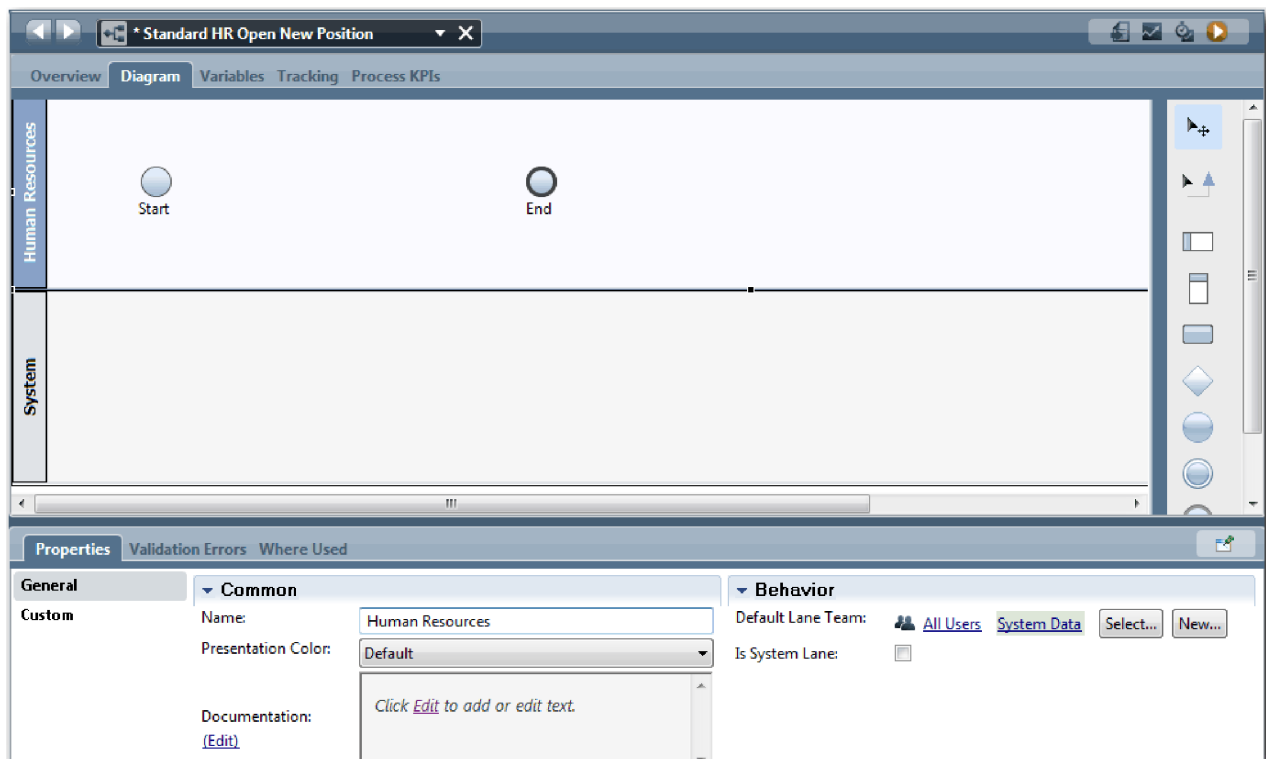 * Standard HR Open New Position
Overview Diagram Variables Tracking Process KPIs
Human Resources
Start
End
System
Properties Validation Errors Where Used
General
Custom
Common
Name:
Human Resources
Presentation Color:
Default
Documentation:
(Edit)
Click Edit to add or edit text.
Behavior
Default Lane Team:
All Users System Data Select... New...
Is System Lane: